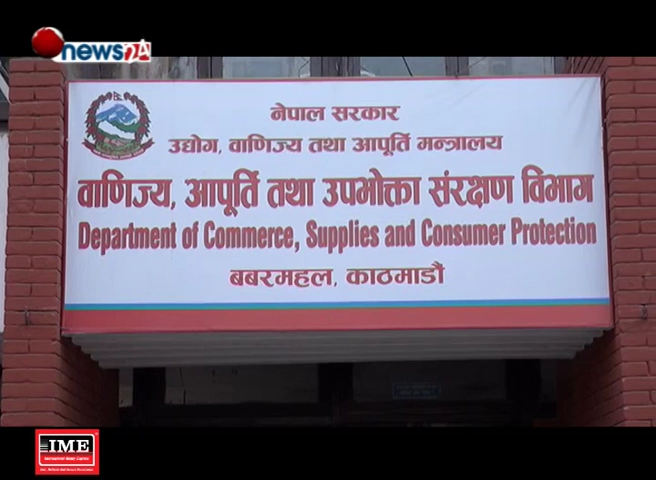 news24
नेपाल सरकार
उद्योग, वाणिज्य तथा आपूर्ति मन्त्रालय
वाणिज्य, आपूर्ति तथा उपभोक्ता संरक्षण विभाग
Department of Commerce, Supplies and Consumer Protection
बबरमहल, काठमाडौं
IME